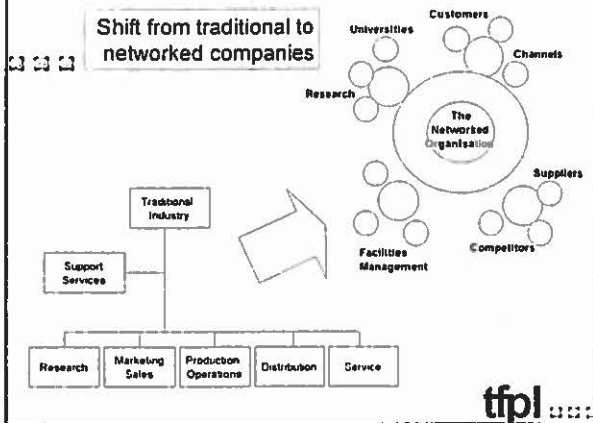 Shift from traditional to
networked companies
Customers
Universities
Channels
Research
The
Networked
Organisation
Suppliers
Competitors
Facilities
Management
Traditional
Industry
Support
Services
Research
Marketing
Sales
Production
Operations
Distribution
Service
tfpl